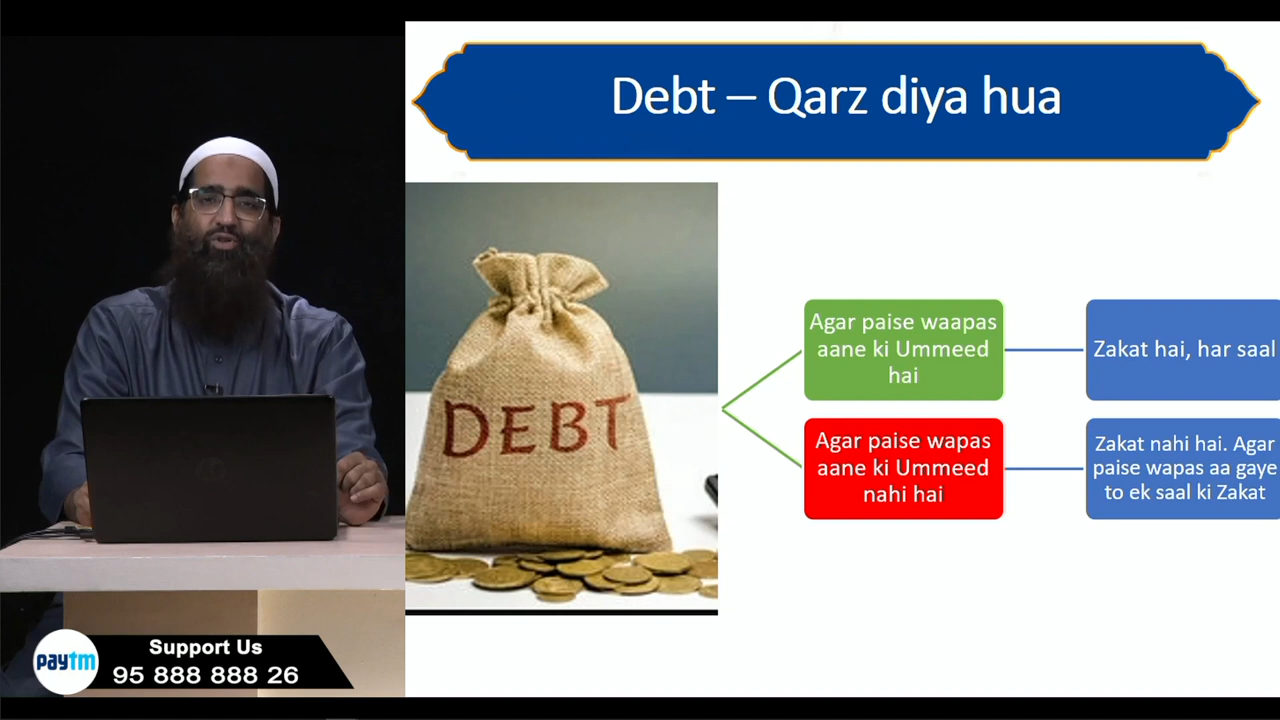 Debt – Qarz diya hua
DEBT
Agar paise waapas
aane ki Ummeed
hai
Zakat hai, har saal
Agar paise wapas
aane ki Ummeed
nahi hai
Zakat nahi hai. Agar
paise wapas aa gaye
to ek saal ki Zakat
paytm
Support Us
95 888 888 26